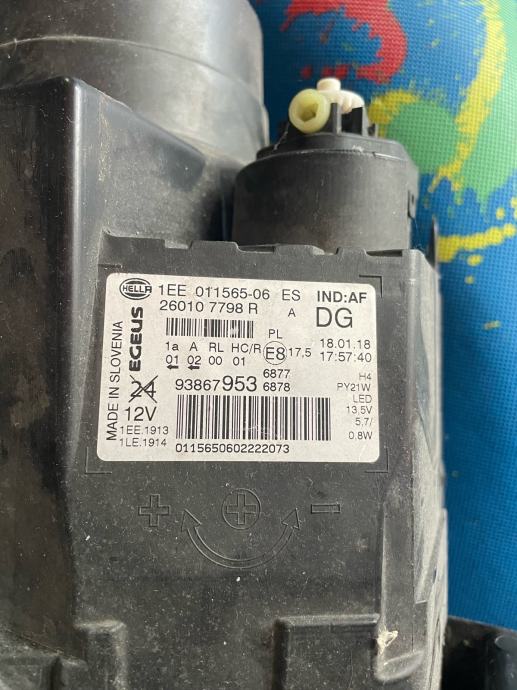 HELLA
1EE 011565-06 ES
IND:AF
26010 7798 R A
DG
MADE IN SLOVENIA
EGEUS
PL
1a A RL HC/R
01 02 00 01
E8 17,5
18.01.18
17:57:40
24
12V
1EE.1913
1LE.1914
93867953
6877
6878
H4
PY21W
LED
13,5V
5,7/
0,8W
0115650602222073
+ + -